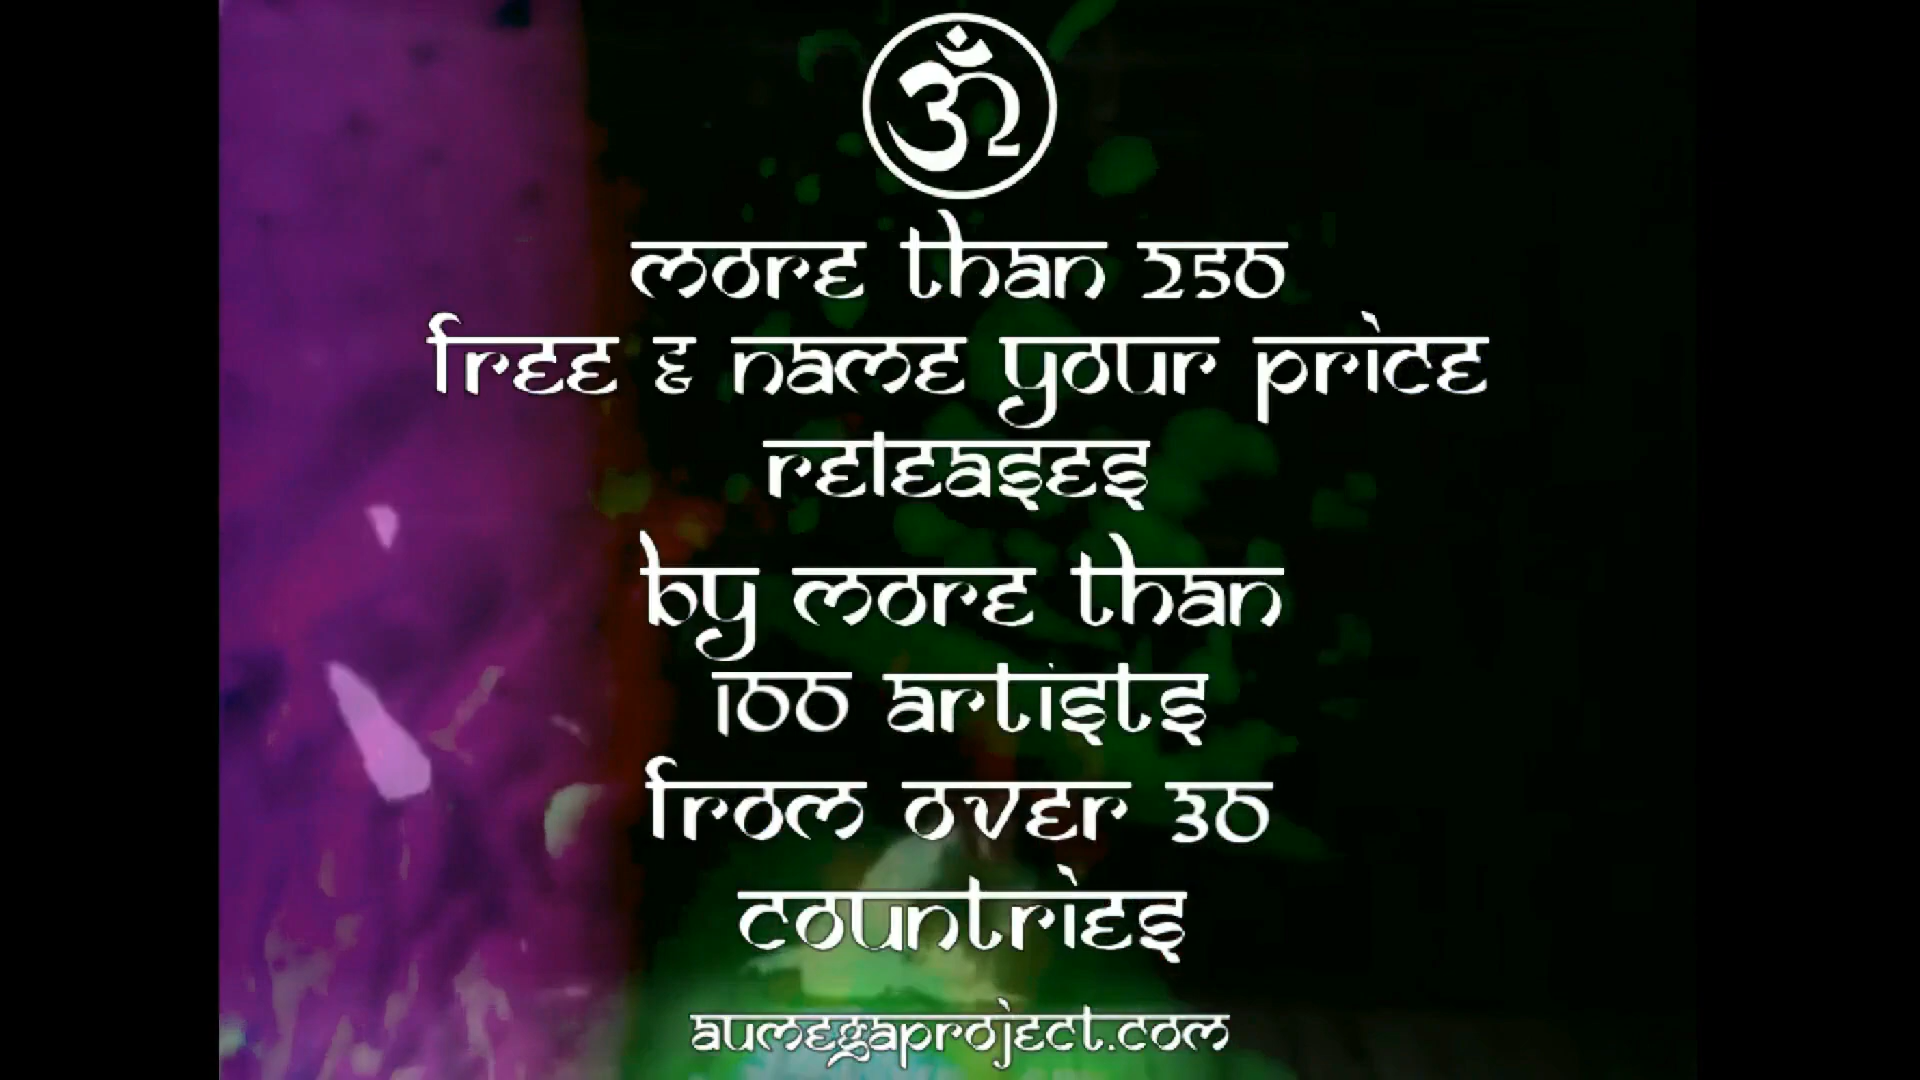 more than 250
free & name your price
releases
by more than
100 artists
from over 30
countries
aumegaproject.com